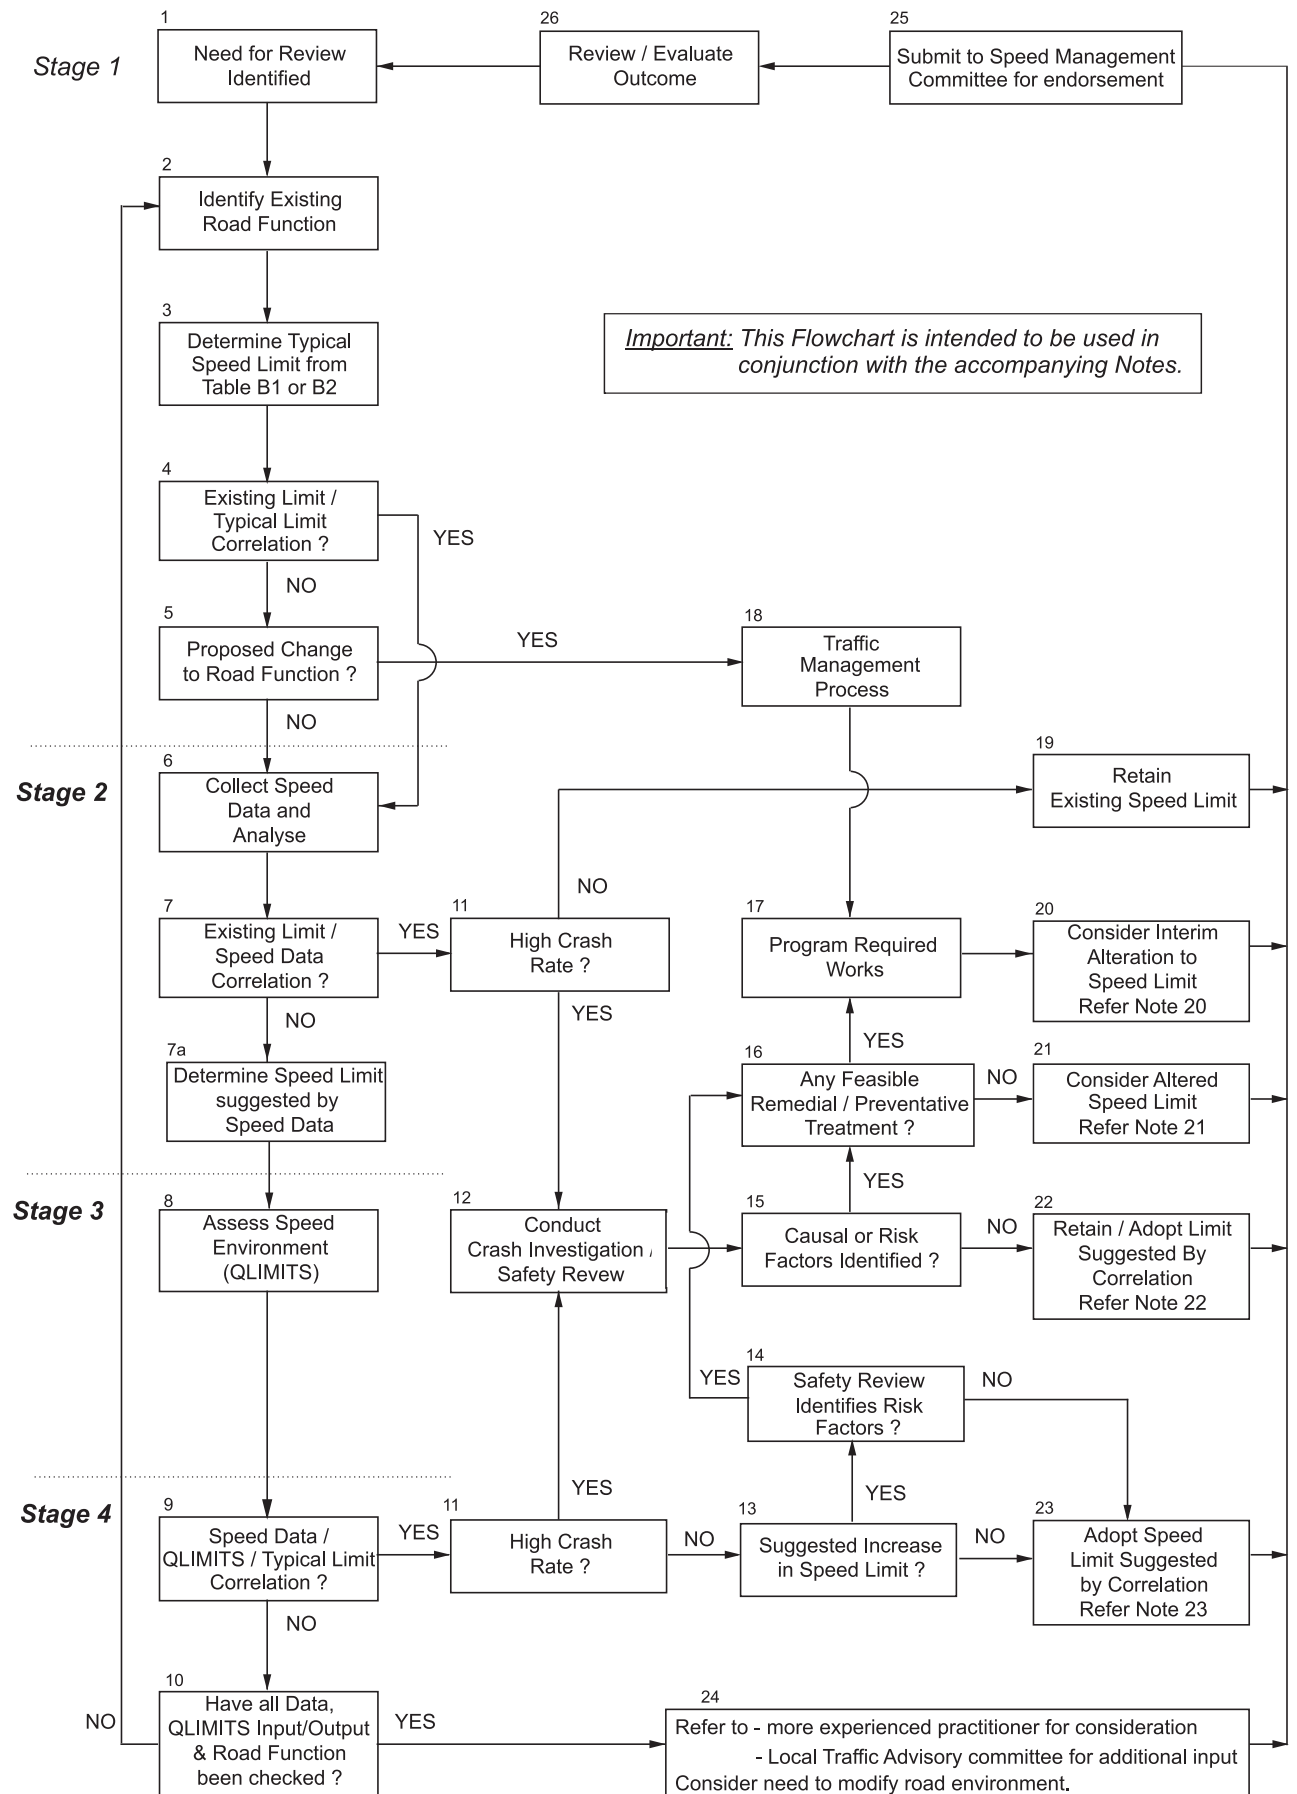 Stage 1
1
Need for Review
Identified
26
Review / Evaluate
Outcome
25
Submit to Speed Management
Committee for endorsement
2
Identify Existing
Road Function
3
Determine Typical
Speed Limit from
Table B1 or B2
Important: This Flowchart is intended to be used in
conjunction with the accompanying Notes.
4
Existing Limit /
Typical Limit
Correlation ?
YES
NO
5
Proposed Change
to Road Function ?
YES
NO
18
Traffic
Management
Process
Stage 2
6
Collect Speed
Data and
Analyse
19
Retain
Existing Speed Limit
7
Existing Limit /
Speed Data
Correlation ?
YES
NO
11
High Crash
Rate ?
NO
YES
17
Program Required
Works
20
Consider Interim
Alteration to
Speed Limit
Refer Note 20
7a
Determine Speed Limit
suggested by
Speed Data
YES
16
Any Feasible
Remedial / Preventative
Treatment ?
NO
21
Consider Altered
Speed Limit
Refer Note 21
YES
Stage 3
8
Assess Speed
Environment
(QLIMITS)
12
Conduct
Crash Investigation /
Safety Revew
15
Causal or Risk
Factors Identified ?
NO
22
Retain / Adopt Limit
Suggested By
Correlation
Refer Note 22
14
Safety Review
Identifies Risk
Factors ?
YES
NO
Stage 4
9
Speed Data /
QLIMITS / Typical Limit
Correlation ?
YES
NO
11
High Crash
Rate ?
YES
NO
13
Suggested Increase
in Speed Limit ?
YES
NO
23
Adopt Speed
Limit Suggested
by Correlation
Refer Note 23
10
Have all Data,
QLIMITS Input/Output
& Road Function
been checked ?
NO
YES
24
Refer to - more experienced practitioner for consideration
- Local Traffic Advisory committee for additional input
Consider need to modify road environment.